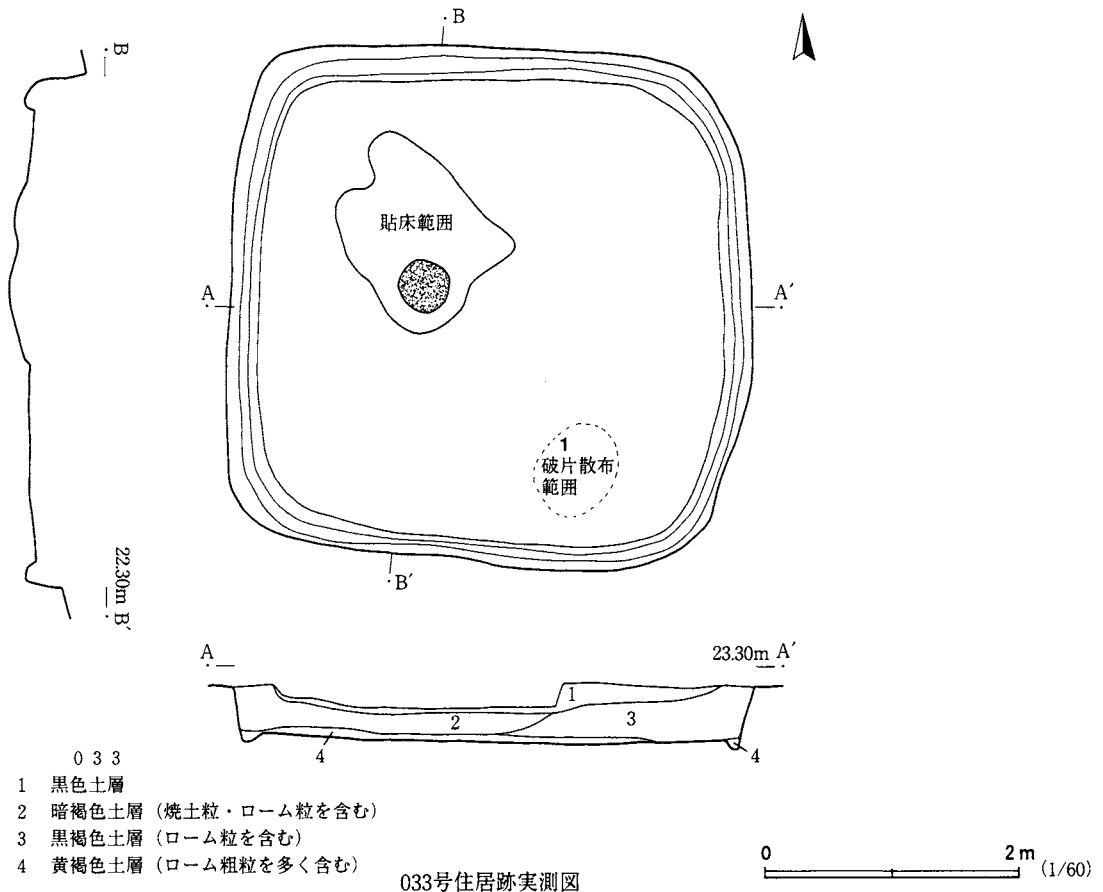 B
B
貼床範囲
A
A′
1
破片散布
範囲
22.30m
B′
B′
A
23.30m A′
1
2
3
4
4
033
1 黒色土層
2 暗褐色土層（焼土粒・ローム粒を含む）
3 黒褐色土層（ローム粒を含む）
4 黄褐色土層（ローム粗粒を多く含む）
033号住居跡実測図
0 2m (1/60)